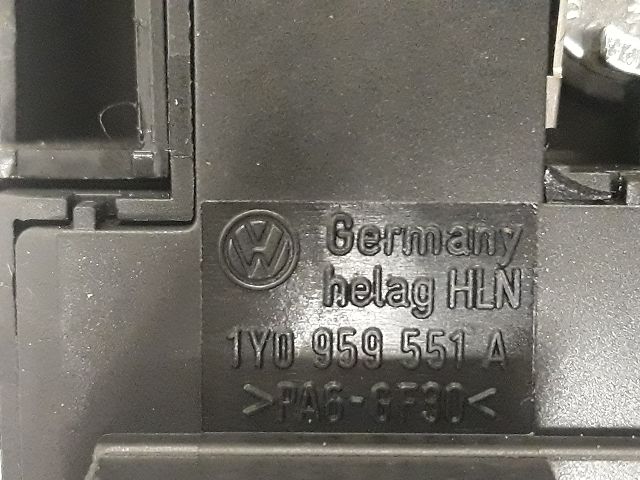 Germany
helag HLN
1Y0 959 551 A
>PA6-GF30<